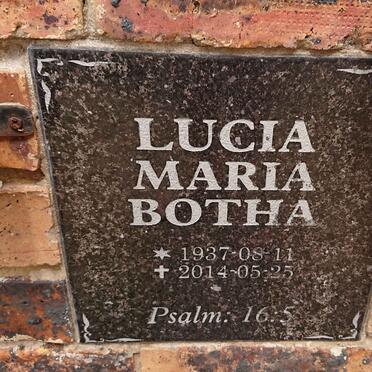 LUCIA
MARIA
BOTHA
* 1937-08-11
✝ 2014-05-25
Psalm: 16:5